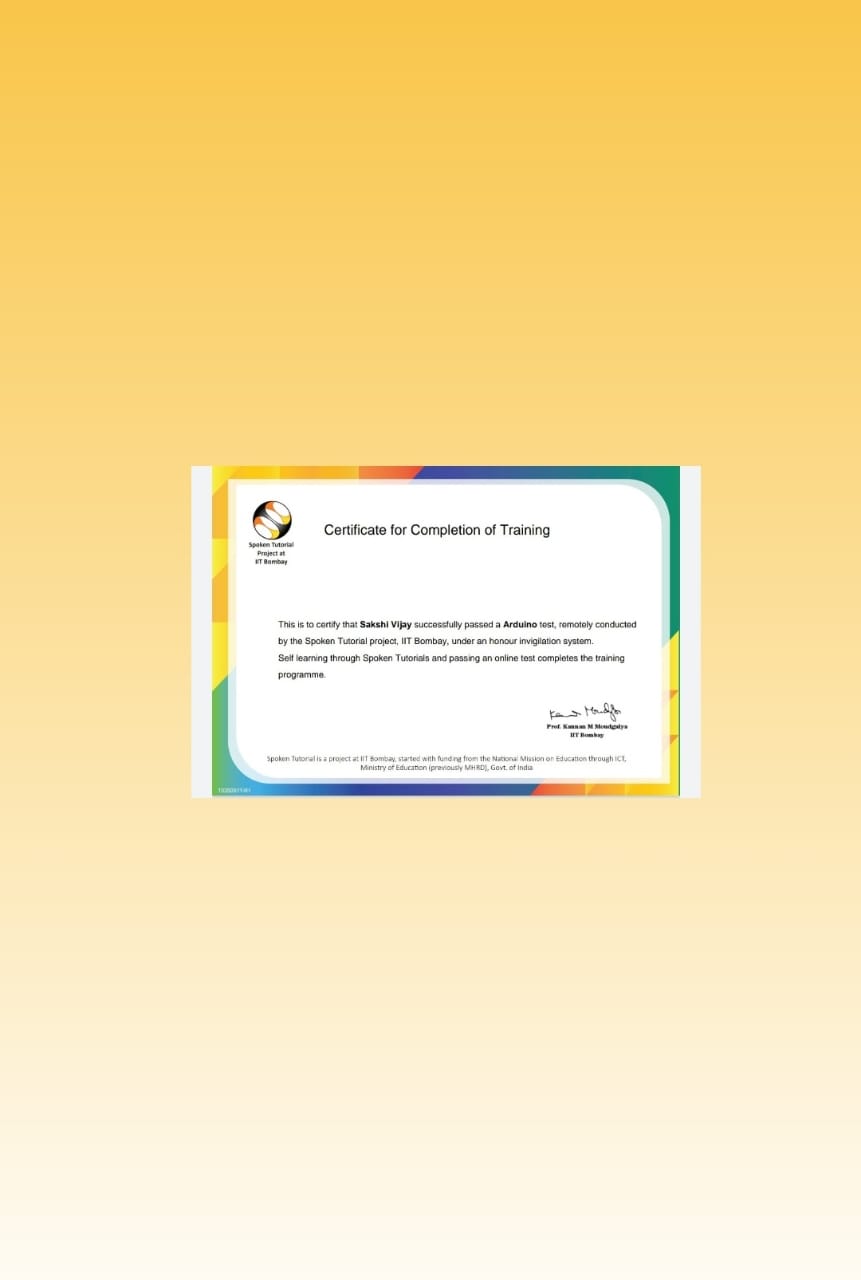 Spoken Tutorial
Project at
IIT Bombay
Certificate for Completion of Training
This is to certify that Sakshi Vijay successfully passed a Arduino test, remotely conducted
by the Spoken Tutorial project, IIT Bombay, under an honour invigilation system.
Self learning through Spoken Tutorials and passing an online test completes the training
programme.
Prof. Kannan M Moudgalya
IIT Bombay
Spoken Tutorial is a project at IIT Bombay, started with funding from the National Mission on Education through ICT,
Ministry of Education (previously MHRD), Govt. of India